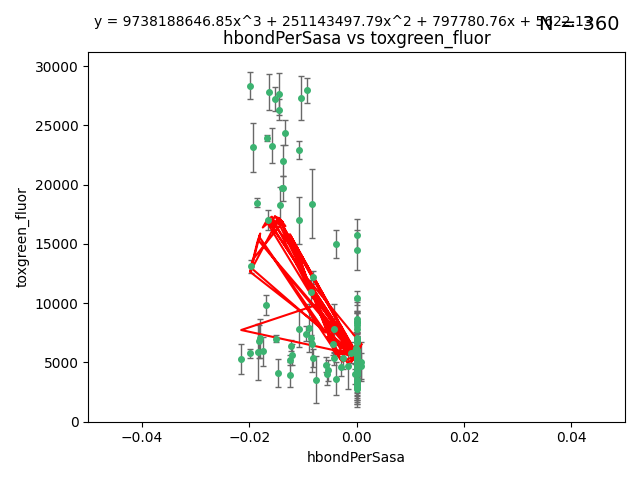 y = 9738188646.85x^3 + 251143497.79x^2 + 797780.76x + 5622.13
N = 360
hbondPerSasa vs toxgreen_fluor
30000
25000
20000
15000
10000
5000
0
toxgreen_fluor
−0.04 −0.02 0.00 0.02 0.04
hbondPerSasa